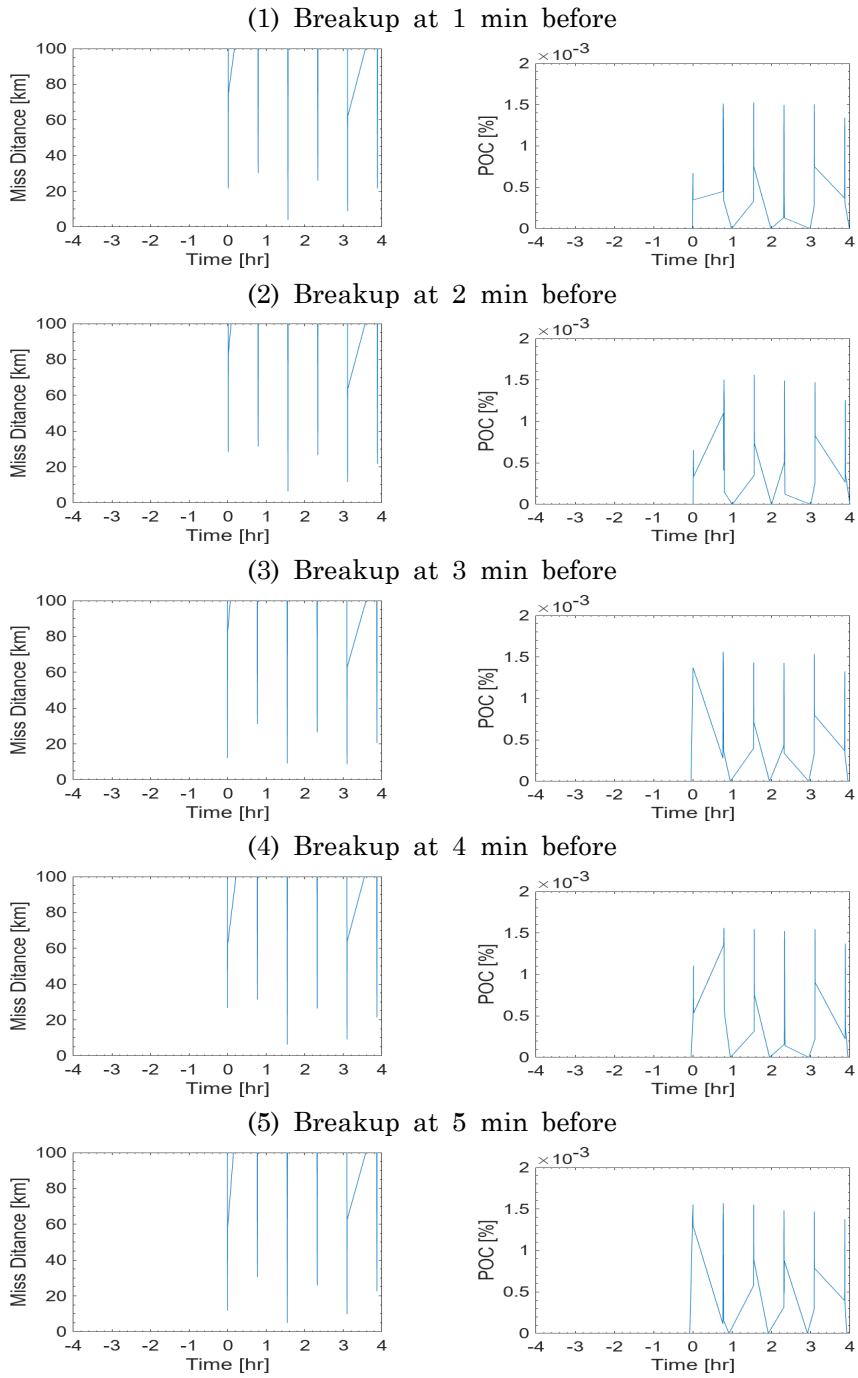 (1) Breakup at 1 min before
100
80
60
40
20
0
Miss Ditance [km]
-4 -3 -2 -1 0 1 2 3 4
Time [hr]
2 ×10-3
1.5
1
0.5
0
POC [%]
-4 -3 -2 -1 0 1 2 3 4
Time [hr]
(2) Breakup at 2 min before
100
80
60
40
20
0
Miss Ditance [km]
-4 -3 -2 -1 0 1 2 3 4
Time [hr]
2 ×10-3
1.5
1
0.5
0
POC [%]
-4 -3 -2 -1 0 1 2 3 4
Time [hr]
(3) Breakup at 3 min before
100
80
60
40
20
0
Miss Ditance [km]
-4 -3 -2 -1 0 1 2 3 4
Time [hr]
2 ×10-3
1.5
1
0.5
0
POC [%]
-4 -3 -2 -1 0 1 2 3 4
Time [hr]
(4) Breakup at 4 min before
100
80
60
40
20
0
Miss Ditance [km]
-4 -3 -2 -1 0 1 2 3 4
Time [hr]
2 ×10-3
1.5
1
0.5
0
POC [%]
-4 -3 -2 -1 0 1 2 3 4
Time [hr]
(5) Breakup at 5 min before
100
80
60
40
20
0
Miss Ditance [km]
-4 -3 -2 -1 0 1 2 3 4
Time [hr]
2 ×10-3
1.5
1
0.5
0
POC [%]
-4 -3 -2 -1 0 1 2 3 4
Time [hr]